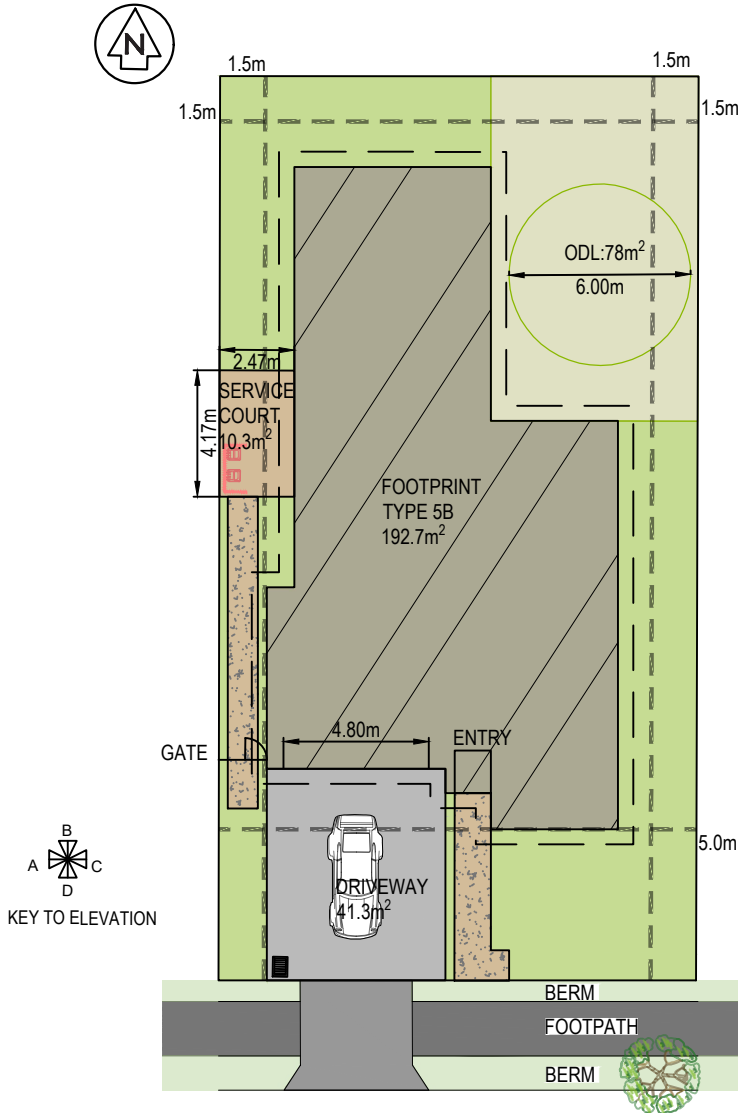 N
1.5m
1.5m
1.5m
1.5m
ODL:78m²
6.00m
2.47m
SERVICE
COURT
10.3m²
4.17m
FOOTPRINT
TYPE 5B
192.7m²
4.80m
ENTRY
GATE
5.0m
B
A
C
D
KEY TO ELEVATION
DRIVEWAY
41.3m²
BERM
FOOTPATH
BERM